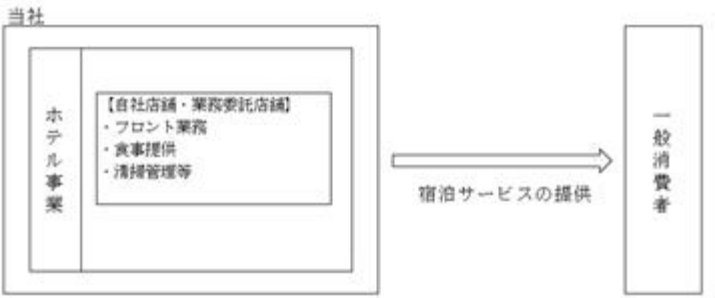 当社
ホテル事業
【自社店舗・業務委託店舗】
・フロント業務
・食事提供
・清掃管理等
宿泊サービスの提供
一般消費者